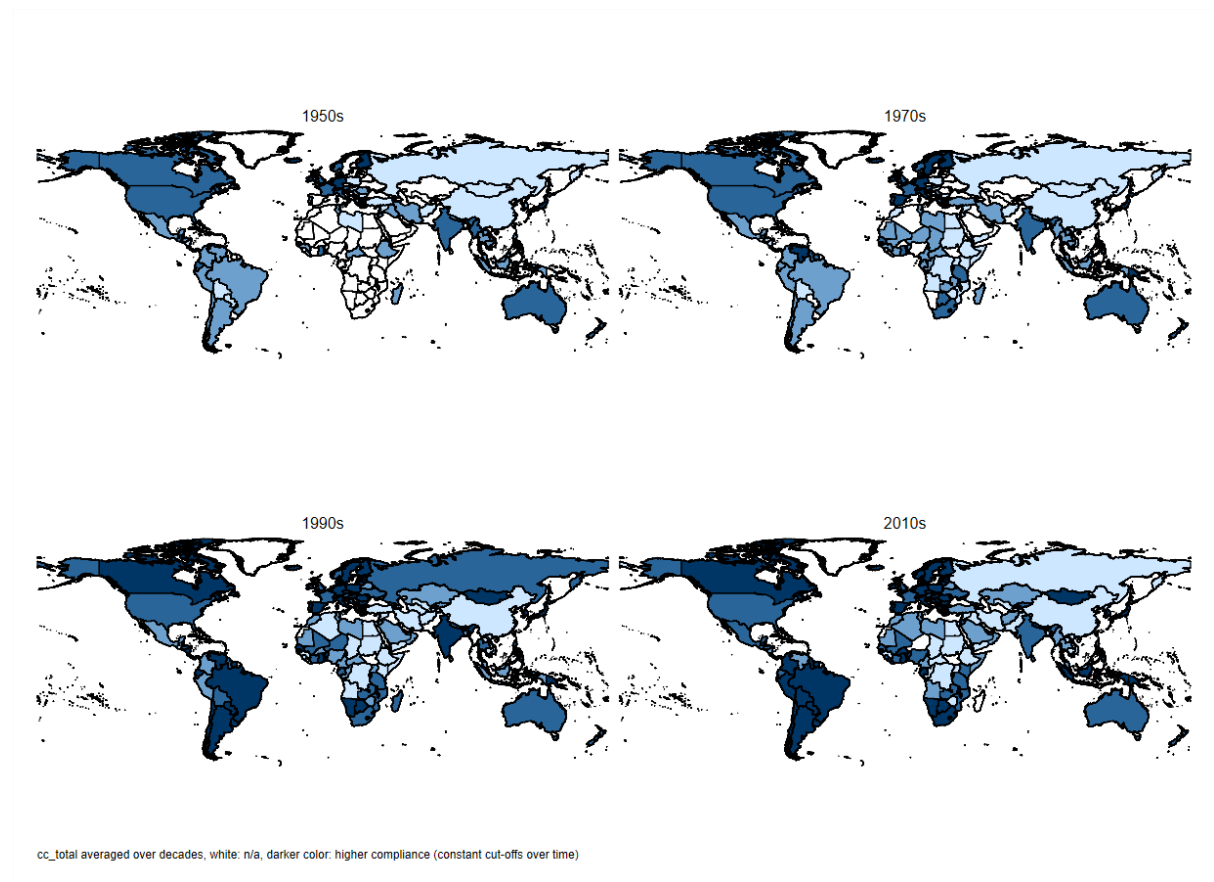 1950s
1970s
1990s
2010s
cc_total averaged over decades, white: n/a, darker color: higher compliance (constant cut-offs over time)